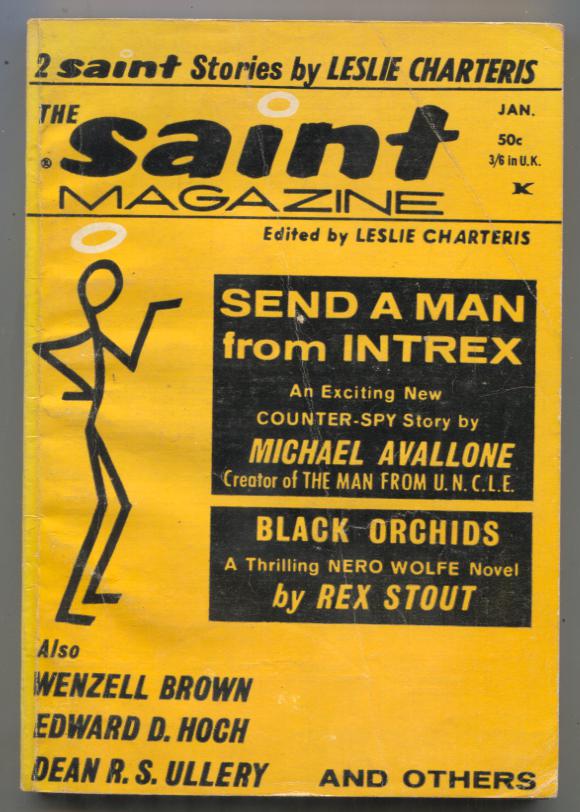 2 saint Stories by LESLIE CHARTERIS
THE
saint
®
MAGAZINE
JAN.
50c
3/6 in U.K.
K
Edited by LESLIE CHARTERIS
SEND A MAN
from INTREX
An Exciting New
COUNTER-SPY Story by
MICHAEL AVALLONE
Creator of THE MAN FROM U.N.C.L.E.
BLACK ORCHIDS
A Thrilling NERO WOLFE Novel
by REX STOUT
Also
WENZELL BROWN
EDWARD D. HOCH
DEAN R. S. ULLERY
AND OTHERS